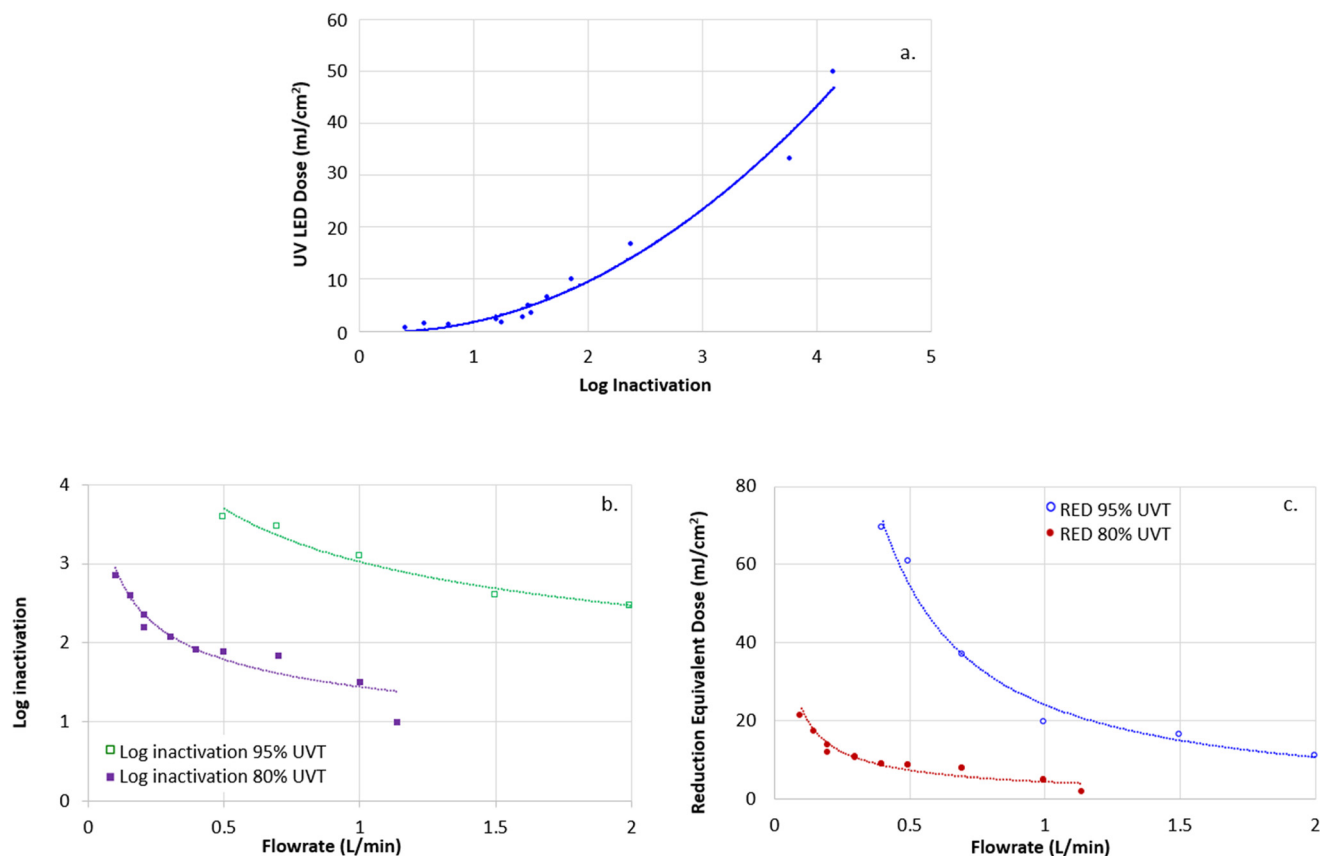 a.
60
50
40
30
20
10
0
UV LED Dose (mJ/cm²)
0 1 2 3 4 5
Log Inactivation
b.
4
3
2
1
0
Log inactivation
Log inactivation 95% UVT
Log inactivation 80% UVT
0 0.5 1 1.5 2
Flowrate (L/min)
c.
80
60
40
20
0
Reduction Equivalent Dose (mJ/cm²)
RED 95% UVT
RED 80% UVT
0 0.5 1 1.5 2
Flowrate (L/min)